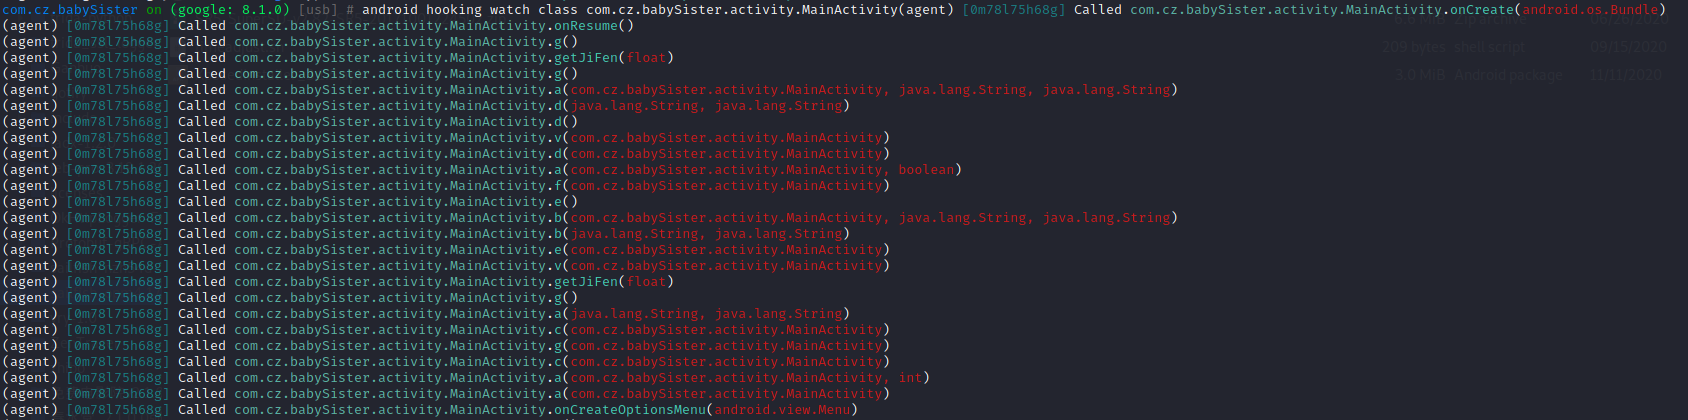 com.cz.babySister on (google: 8.1.0) [usb] # android hooking watch class com.cz.babySister.activity.MainActivity(agent) [0m78l75h68g] Called com.cz.babySister.activity.MainActivity.onCreate(android.os.Bundle)
(agent) [0m78l75h68g] Called com.cz.babySister.activity.MainActivity.onResume()
(agent) [0m78l75h68g] Called com.cz.babySister.activity.MainActivity.g()
209 bytes shell script 09/15/2020
(agent) [0m78l75h68g] Called com.cz.babySister.activity.MainActivity.getJiFen(float)
(agent) [0m78l75h68g] Called com.cz.babySister.activity.MainActivity.g()
3.0 MiB Android package 11/11/2020
(agent) [0m78l75h68g] Called com.cz.babySister.activity.MainActivity.a(com.cz.babySister.activity.MainActivity, java.lang.String, java.lang.String)
(agent) [0m78l75h68g] Called com.cz.babySister.activity.MainActivity.d(java.lang.String, java.lang.String)
(agent) [0m78l75h68g] Called com.cz.babySister.activity.MainActivity.d()
(agent) [0m78l75h68g] Called com.cz.babySister.activity.MainActivity.v(com.cz.babySister.activity.MainActivity)
(agent) [0m78l75h68g] Called com.cz.babySister.activity.MainActivity.d(com.cz.babySister.activity.MainActivity)
(agent) [0m78l75h68g] Called com.cz.babySister.activity.MainActivity.a(com.cz.babySister.activity.MainActivity, boolean)
(agent) [0m78l75h68g] Called com.cz.babySister.activity.MainActivity.f(com.cz.babySister.activity.MainActivity)
(agent) [0m78l75h68g] Called com.cz.babySister.activity.MainActivity.e()
(agent) [0m78l75h68g] Called com.cz.babySister.activity.MainActivity.b(com.cz.babySister.activity.MainActivity, java.lang.String, java.lang.String)
(agent) [0m78l75h68g] Called com.cz.babySister.activity.MainActivity.b(java.lang.String, java.lang.String)
(agent) [0m78l75h68g] Called com.cz.babySister.activity.MainActivity.e(com.cz.babySister.activity.MainActivity)
(agent) [0m78l75h68g] Called com.cz.babySister.activity.MainActivity.v(com.cz.babySister.activity.MainActivity)
(agent) [0m78l75h68g] Called com.cz.babySister.activity.MainActivity.getJiFen(float)
(agent) [0m78l75h68g] Called com.cz.babySister.activity.MainActivity.g()
(agent) [0m78l75h68g] Called com.cz.babySister.activity.MainActivity.a(java.lang.String, java.lang.String)
(agent) [0m78l75h68g] Called com.cz.babySister.activity.MainActivity.c(com.cz.babySister.activity.MainActivity)
(agent) [0m78l75h68g] Called com.cz.babySister.activity.MainActivity.g(com.cz.babySister.activity.MainActivity)
(agent) [0m78l75h68g] Called com.cz.babySister.activity.MainActivity.c(com.cz.babySister.activity.MainActivity)
(agent) [0m78l75h68g] Called com.cz.babySister.activity.MainActivity.a(com.cz.babySister.activity.MainActivity, int)
(agent) [0m78l75h68g] Called com.cz.babySister.activity.MainActivity.a(com.cz.babySister.activity.MainActivity)
(agent) [0m78l75h68g] Called com.cz.babySister.activity.MainActivity.onCreateOptionsMenu(android.view.Menu)